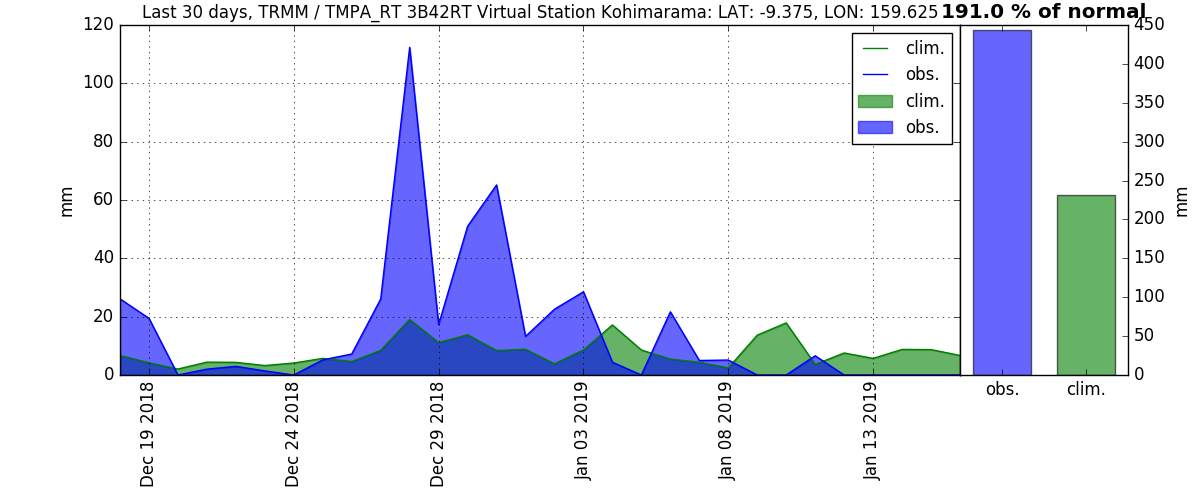 Last 30 days, TRMM / TMPA_RT 3B42RT Virtual Station Kohimarama: LAT: -9.375, LON: 159.625
191.0 % of normal
120
100
80
60
40
20
0
mm
clim.
obs.
clim.
obs.
Dec 19 2018
Dec 24 2018
Dec 29 2018
Jan 03 2019
Jan 08 2019
Jan 13 2019
450
400
350
300
250
200
150
100
50
0
mm
obs.
clim.